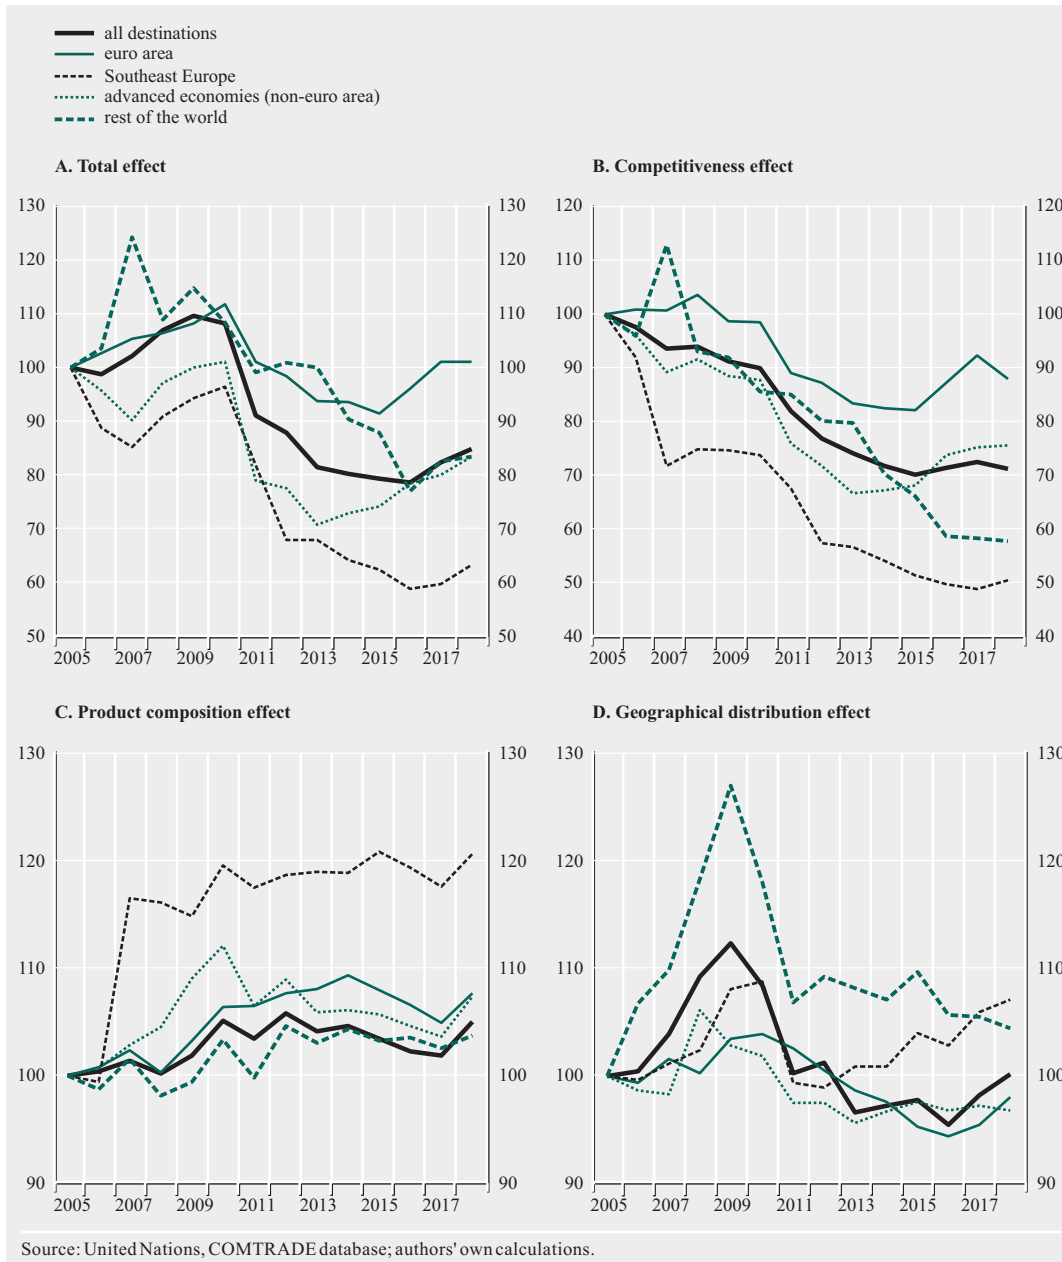 all destinations
euro area
Southeast Europe
advanced economies (non-euro area)
rest of the world
A. Total effect
130 130
120 120
110 110
100 100
90 90
80 80
70 70
60 60
50 50
2005 2007 2009 2011 2013 2015 2017
B. Competitiveness effect
120 120
110 110
100 100
90 90
80 80
70 70
60 60
50 50
40 40
2005 2007 2009 2011 2013 2015 2017
C. Product composition effect
130 130
120 120
110 110
100 100
90 90
2005 2007 2009 2011 2013 2015 2017
D. Geographical distribution effect
130 130
120 120
110 110
100 100
90 90
2005 2007 2009 2011 2013 2015 2017
Source: United Nations, COMTRADE database; authors' own calculations.